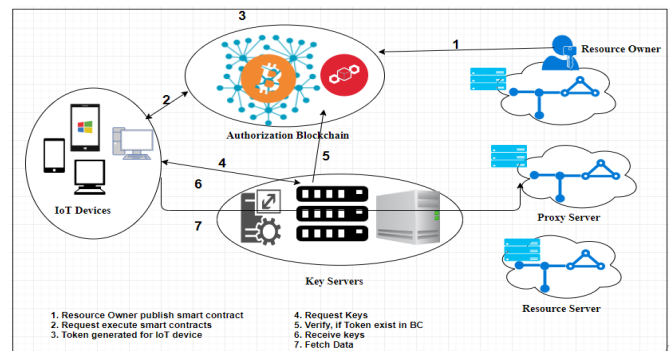 3
1
Resource Owner
2
Authorization Blockchain
4
5
6
IoT Devices
7
Proxy Server
Key Servers
Resource Server
1. Resource Owner publish smart contract
2. Request execute smart contracts
3. Token generated for IoT device
4. Request Keys
5. Verify, if Token exist in BC
6. Receive keys
7. Fetch Data